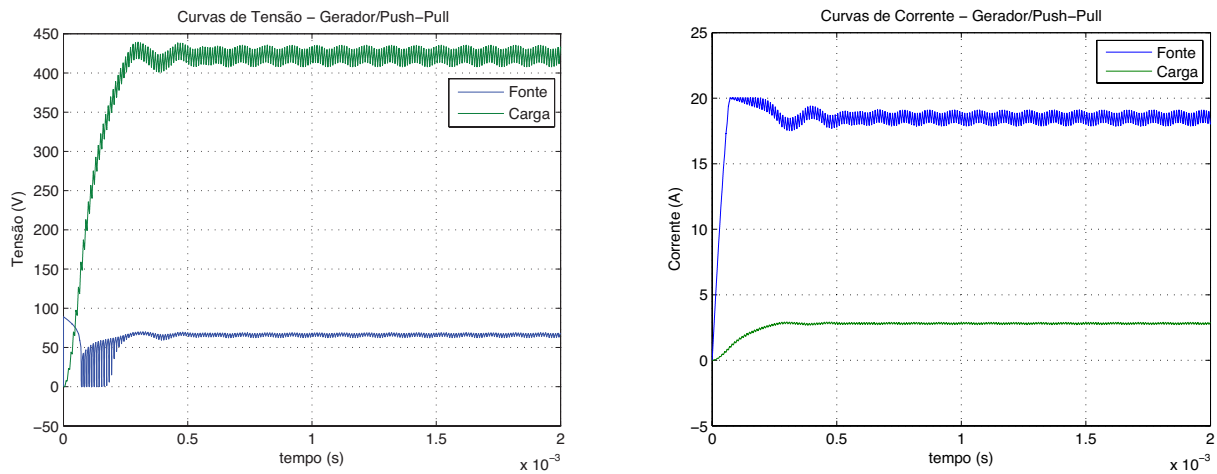 Curvas de Tensão − Gerador/Push−Pull
450
400
350
300
250
200
150
100
50
0
−50
Tensão (V)
Fonte
Carga
0
0.5
1
1.5
2
x 10⁻³
tempo (s)
Curvas de Corrente − Gerador/Push−Pull
25
20
15
10
5
0
−5
Corrente (A)
Fonte
Carga
0
0.5
1
1.5
2
x 10⁻³
tempo (s)